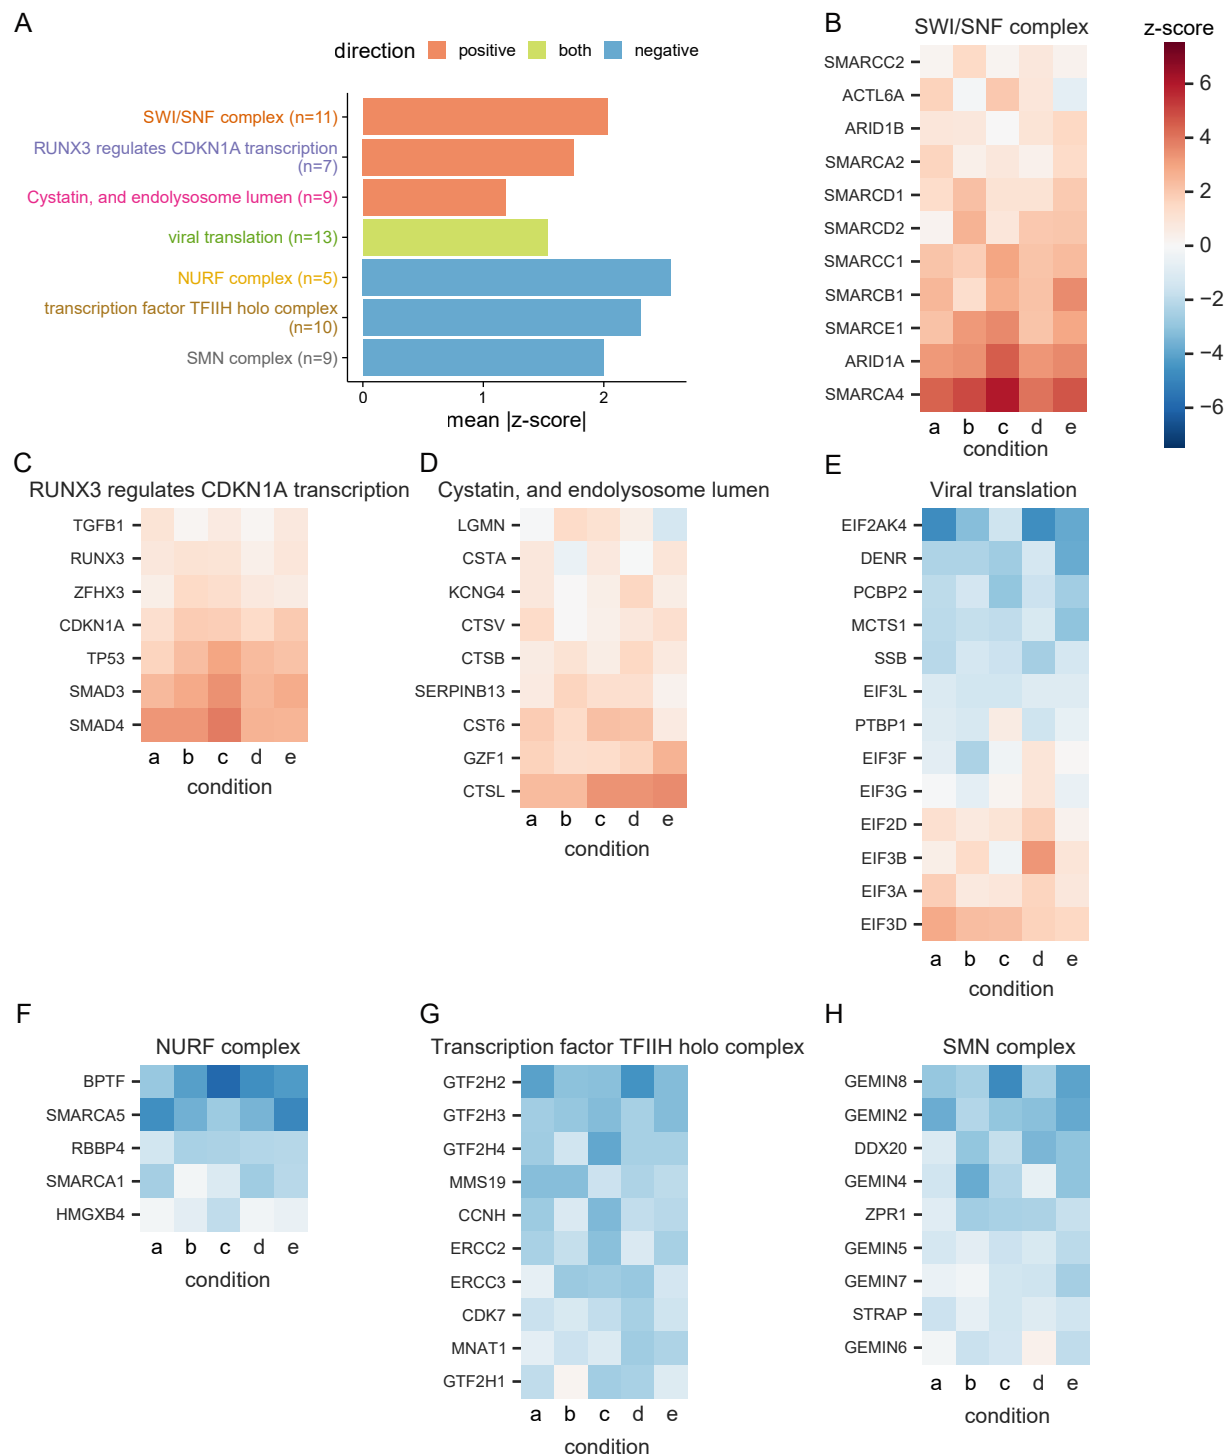 A
direction positive both negative
SWI/SNF complex (n=11)
RUNX3 regulates CDKN1A transcription
(n=7)
Cystatin, and endolysosome lumen (n=9)
viral translation (n=13)
NURF complex (n=5)
transcription factor TFIIH holo complex
(n=10)
SMN complex (n=9)
0 1 2
mean |z-score|
B
SWI/SNF complex
SMARCC2
ACTL6A
ARID1B
SMARCA2
SMARCD1
SMARCD2
SMARCC1
SMARCB1
SMARCE1
ARID1A
SMARCA4
a b c d e
condition
z-score
6
4
2
0
−2
−4
−6
C
RUNX3 regulates CDKN1A transcription
TGFB1
RUNX3
ZFHX3
CDKN1A
TP53
SMAD3
SMAD4
a b c d e
condition
D
Cystatin, and endolysosome lumen
LGMN
CSTA
KCNG4
CTSV
CTSB
SERPINB13
CST6
GZF1
CTSL
a b c d e
condition
E
Viral translation
EIF2AK4
DENR
PCBP2
MCTS1
SSB
EIF3L
PTBP1
EIF3F
EIF3G
EIF2D
EIF3B
EIF3A
EIF3D
a b c d e
condition
F
NURF complex
BPTF
SMARCA5
RBBP4
SMARCA1
HMGXB4
a b c d e
condition
G
Transcription factor TFIIH holo complex
GTF2H2
GTF2H3
GTF2H4
MMS19
CCNH
ERCC2
ERCC3
CDK7
MNAT1
GTF2H1
a b c d e
condition
H
SMN complex
GEMIN8
GEMIN2
DDX20
GEMIN4
ZPR1
GEMIN5
GEMIN7
STRAP
GEMIN6
a b c d e
condition